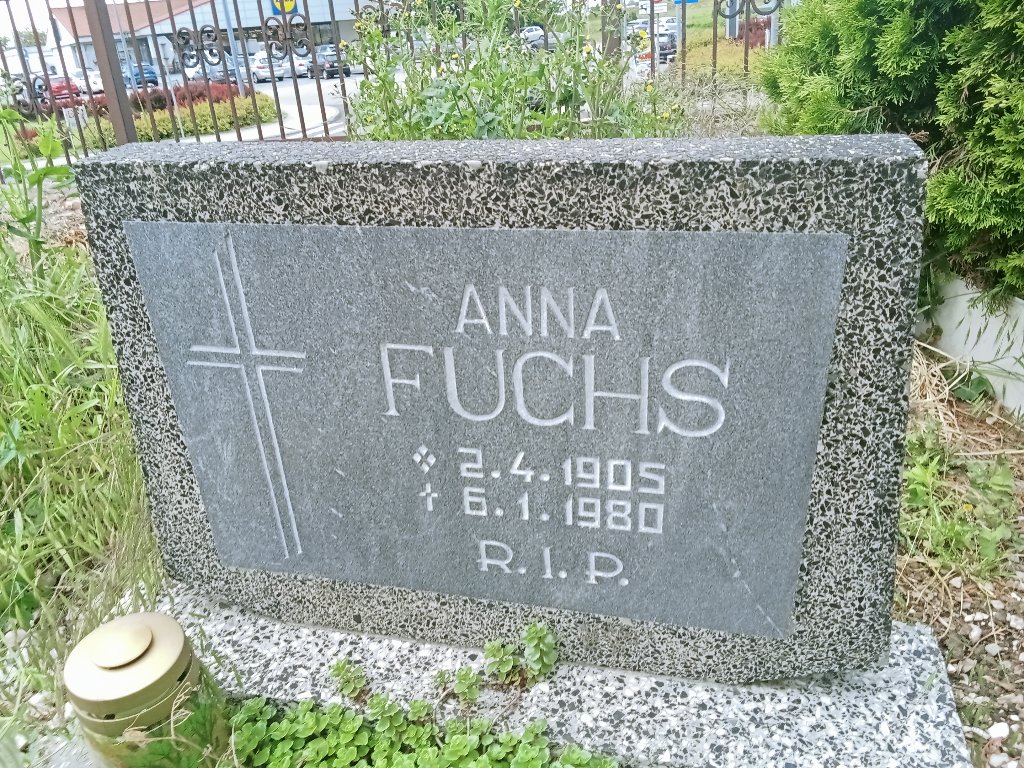 ANNA
FUCHS
2.4.1905
† 6.1.1980
R.I.P.